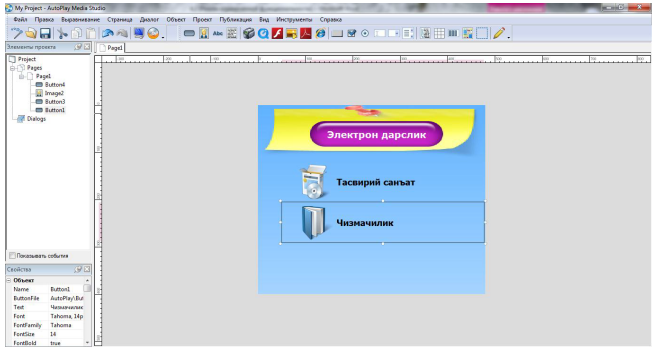 My Project - AutoPlay Media Studio
Файл Правка Выравнивание Страница Диалог Объект Проект Публикация Вид Инструменты Справка
Abc
Элементы проекта
Page1
Project
Pages
Page1
Button4
Image2
Button3
Button1
Dialogs
Показывать события
Свойства
Объект
Name Button1
ButtonFile AutoPlay\But
Text Чизмачилик
Font Tahoma, 14p
FontFamily Tahoma
FontSize 14
FontBold true
Электрон дарслик
Тасвирий санъат
Чизмачилик